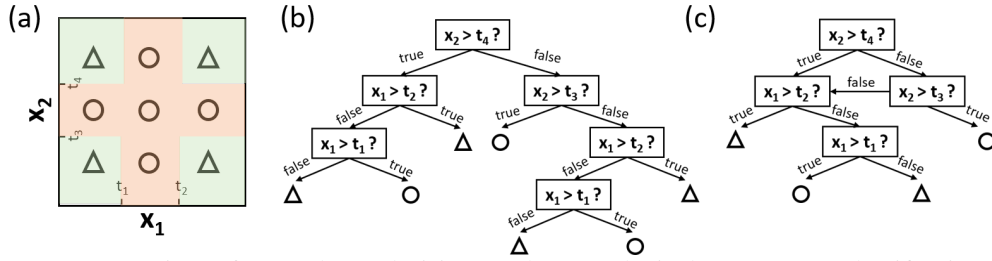 (a)
t4
t3
t1
t2
x2
x1
(b)
x2 > t4 ?
true
false
x1 > t2 ?
x2 > t3 ?
false
true
true
false
x1 > t1 ?
x1 > t2 ?
false
true
false
true
x1 > t1 ?
false
true
(c)
x2 > t4 ?
true
false
x1 > t2 ?
false
x2 > t3 ?
true
false
true
x1 > t1 ?
true
false